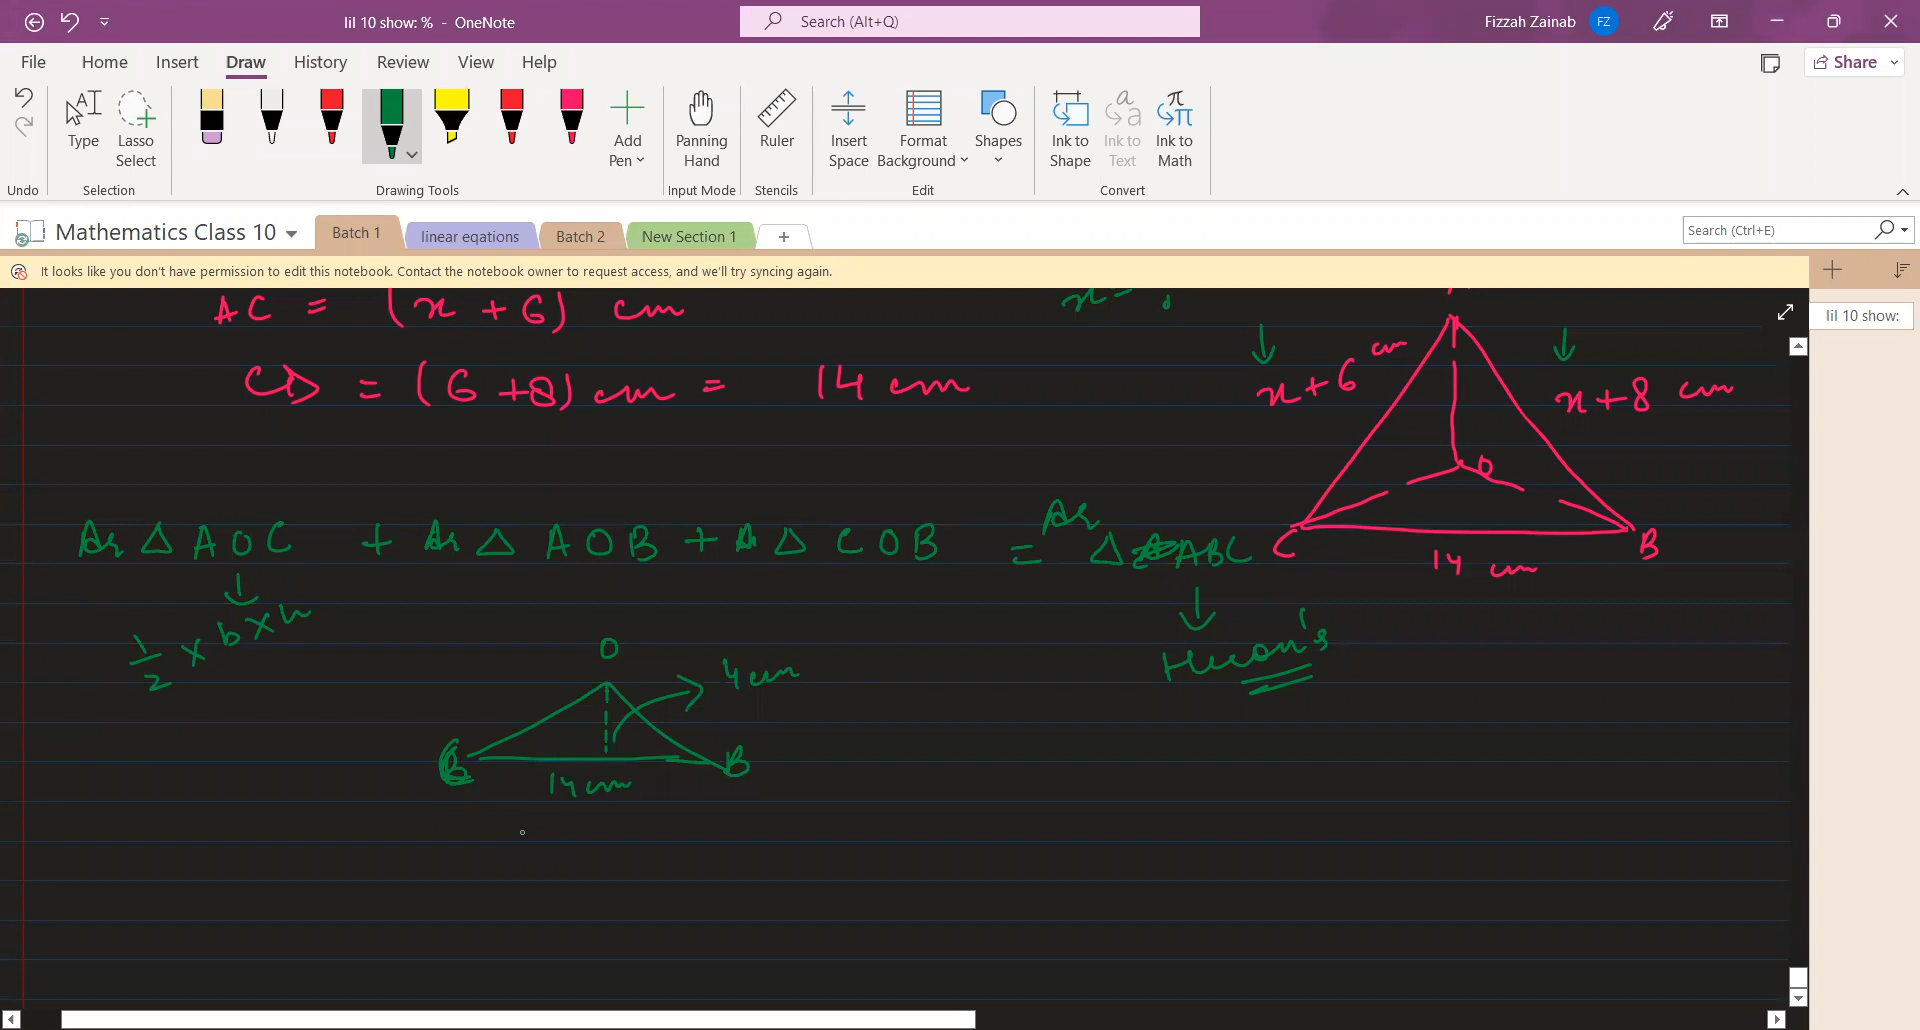 lil 10 show: % - OneNote
Search (Alt+Q)
Fizzah Zainab
FZ
File Home Insert Draw History Review View Help
Share
Type
Lasso Select
Add Pen
Panning Hand
Ruler
Insert Space
Format Background
Shapes
Ink to Shape
Ink to Text
Ink to Math
Undo
Selection
Drawing Tools
Input Mode
Stencils
Edit
Convert
Mathematics Class 10
Batch 1
linear eqations
Batch 2
New Section 1
Search (Ctrl+E)
It looks like you don't have permission to edit this notebook. Contact the notebook owner to request access, and we'll try syncing again.
lil 10 show:
AC = (x + 6) cm
CD = (6 + 8) cm = 14 cm
x + 6 cm
x + 8 cm
O
C
B
14 cm
Ar △ AOC + Ar △ AOB + A △ COB = Ar △ ABC
1/2 × b × h
Heron's
O
4 cm
B
14 cm